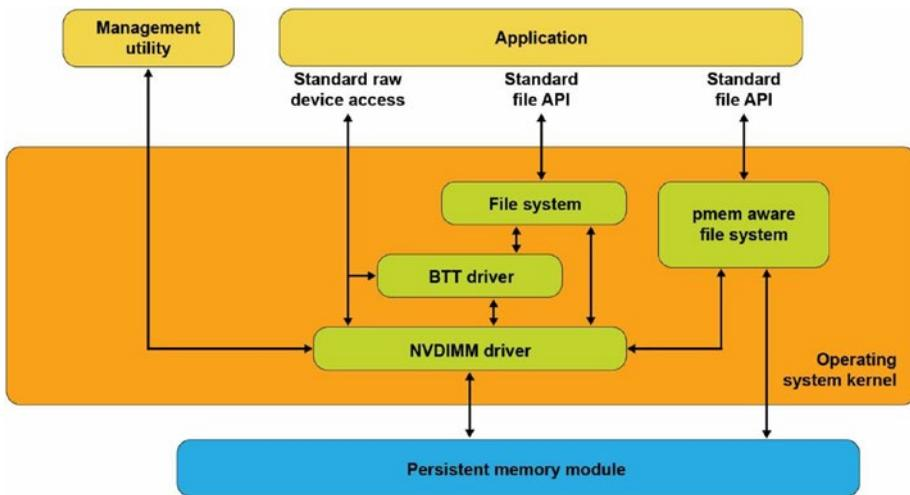 Management
utility
Application
Standard raw
device access
Standard
file API
Standard
file API
File system
pmem aware
file system
BTT driver
NVDIMM driver
Operating
system kernel
Persistent memory module